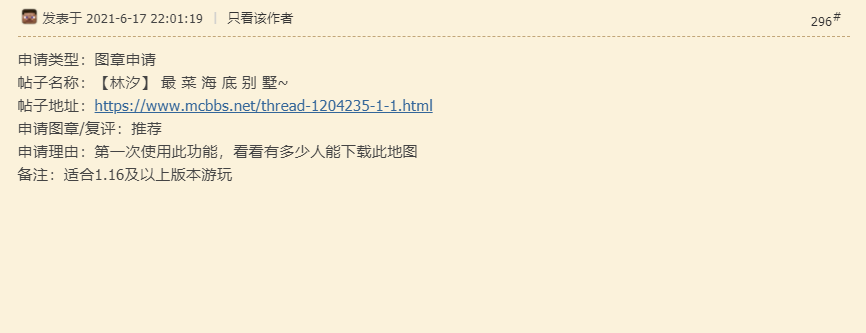 发表于 2021-6-17 22:01:19 | 只看该作者 296#
申请类型：图章申请
帖子名称：【林汐】 最 菜 海 底 别 墅~
帖子地址：https://www.mcbbs.net/thread-1204235-1-1.html
申请图章/复评：推荐
申请理由：第一次使用此功能，看看有多少人能下载此地图
备注：适合1.16及以上版本游玩